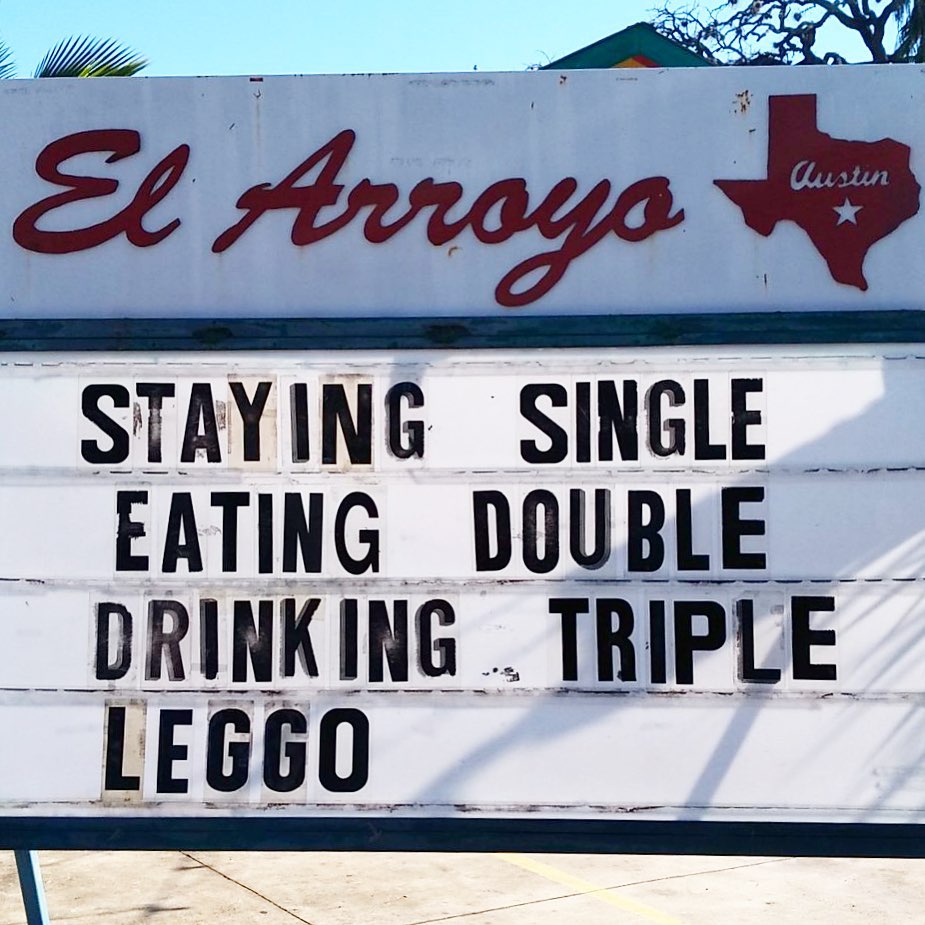 El Arroyo
Austin
STAYING SINGLE
EATING DOUBLE
DRINKING TRIPLE
LEGGO